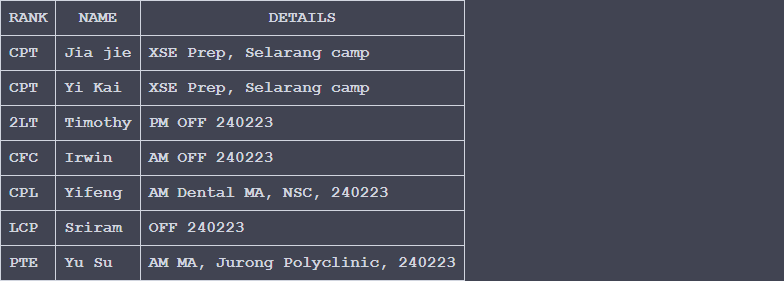 RANK NAME DETAILS
CPT Jia jie XSE Prep, Selarang camp
CPT Yi Kai XSE Prep, Selarang camp
2LT Timothy PM OFF 240223
CFC Irwin AM OFF 240223
CPL Yifeng AM Dental MA, NSC, 240223
LCP Sriram OFF 240223
PTE Yu Su AM MA, Jurong Polyclinic, 240223